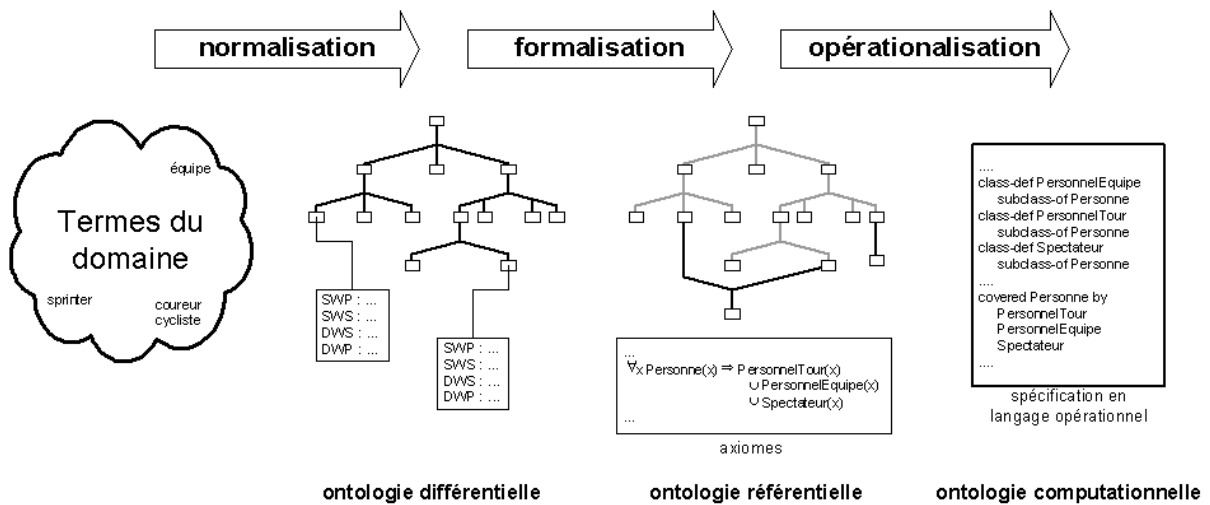 normalisation
formalisation
opérationalisation
équipe
Termes du
domaine
sprinter
coureur
cycliste
SWP : ...
SWS : ...
DWS : ...
DWP : ...
SWP : ...
SWS : ...
DWS : ...
DWP : ...
...
∀x Personne(x) ⇒ PersonnelTour(x)
∪ PersonnelEquipe(x)
∪ Spectateur(x)
...
axiomes
....
class-def PersonnelEquipe
subclass-of Personne
class-def PersonnelTour
subclass-of Personne
class-def Spectateur
subclass-of Personne
....
covered Personne by
PersonnelTour
PersonnelEquipe
Spectateur
....
spécification en
langage opérationnel
ontologie différentielle
ontologie référentielle
ontologie computationnelle